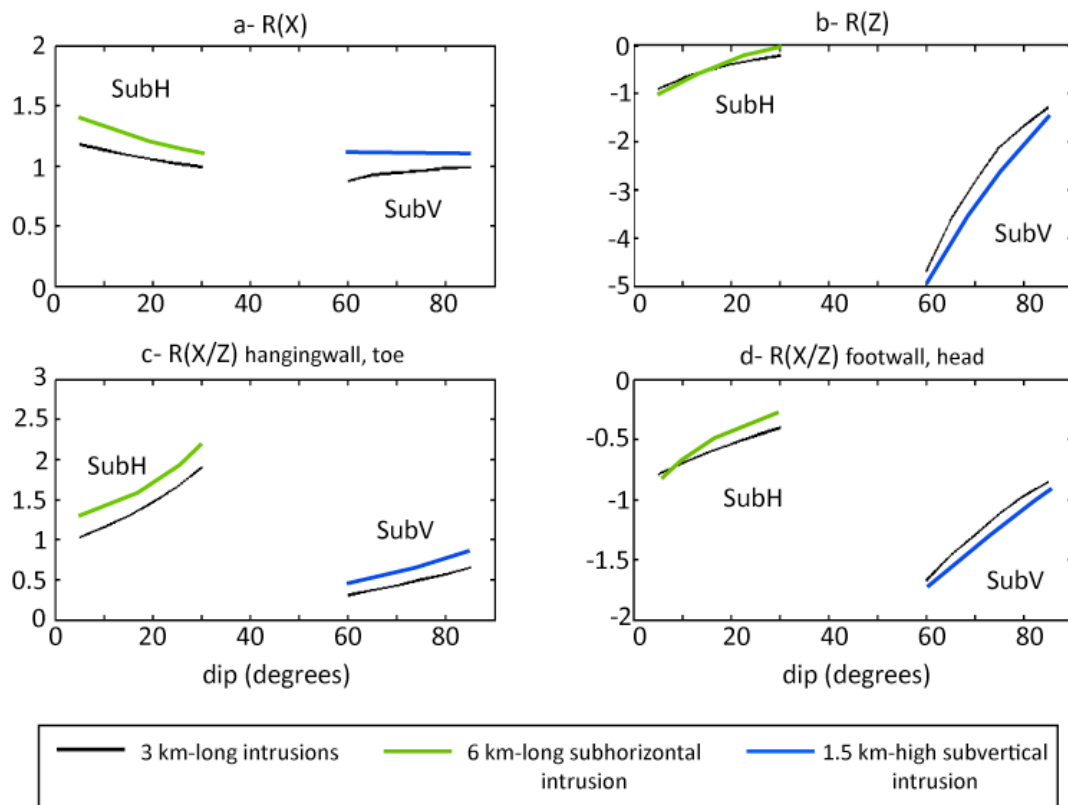 a- R(X)
2
1.5
1
0.5
0
SubH
SubV
0
20
40
60
80
b- R(Z)
0
-1
-2
-3
-4
-5
SubH
SubV
0
20
40
60
80
c- R(X/Z) hangingwall, toe
3
2.5
2
1.5
1
0.5
0
SubH
SubV
0
20
40
60
80
dip (degrees)
d- R(X/Z) footwall, head
0
-0.5
-1
-1.5
-2
SubH
SubV
0
20
40
60
80
dip (degrees)
3 km-long intrusions
6 km-long subhorizontal
intrusion
1.5 km-high subvertical
intrusion